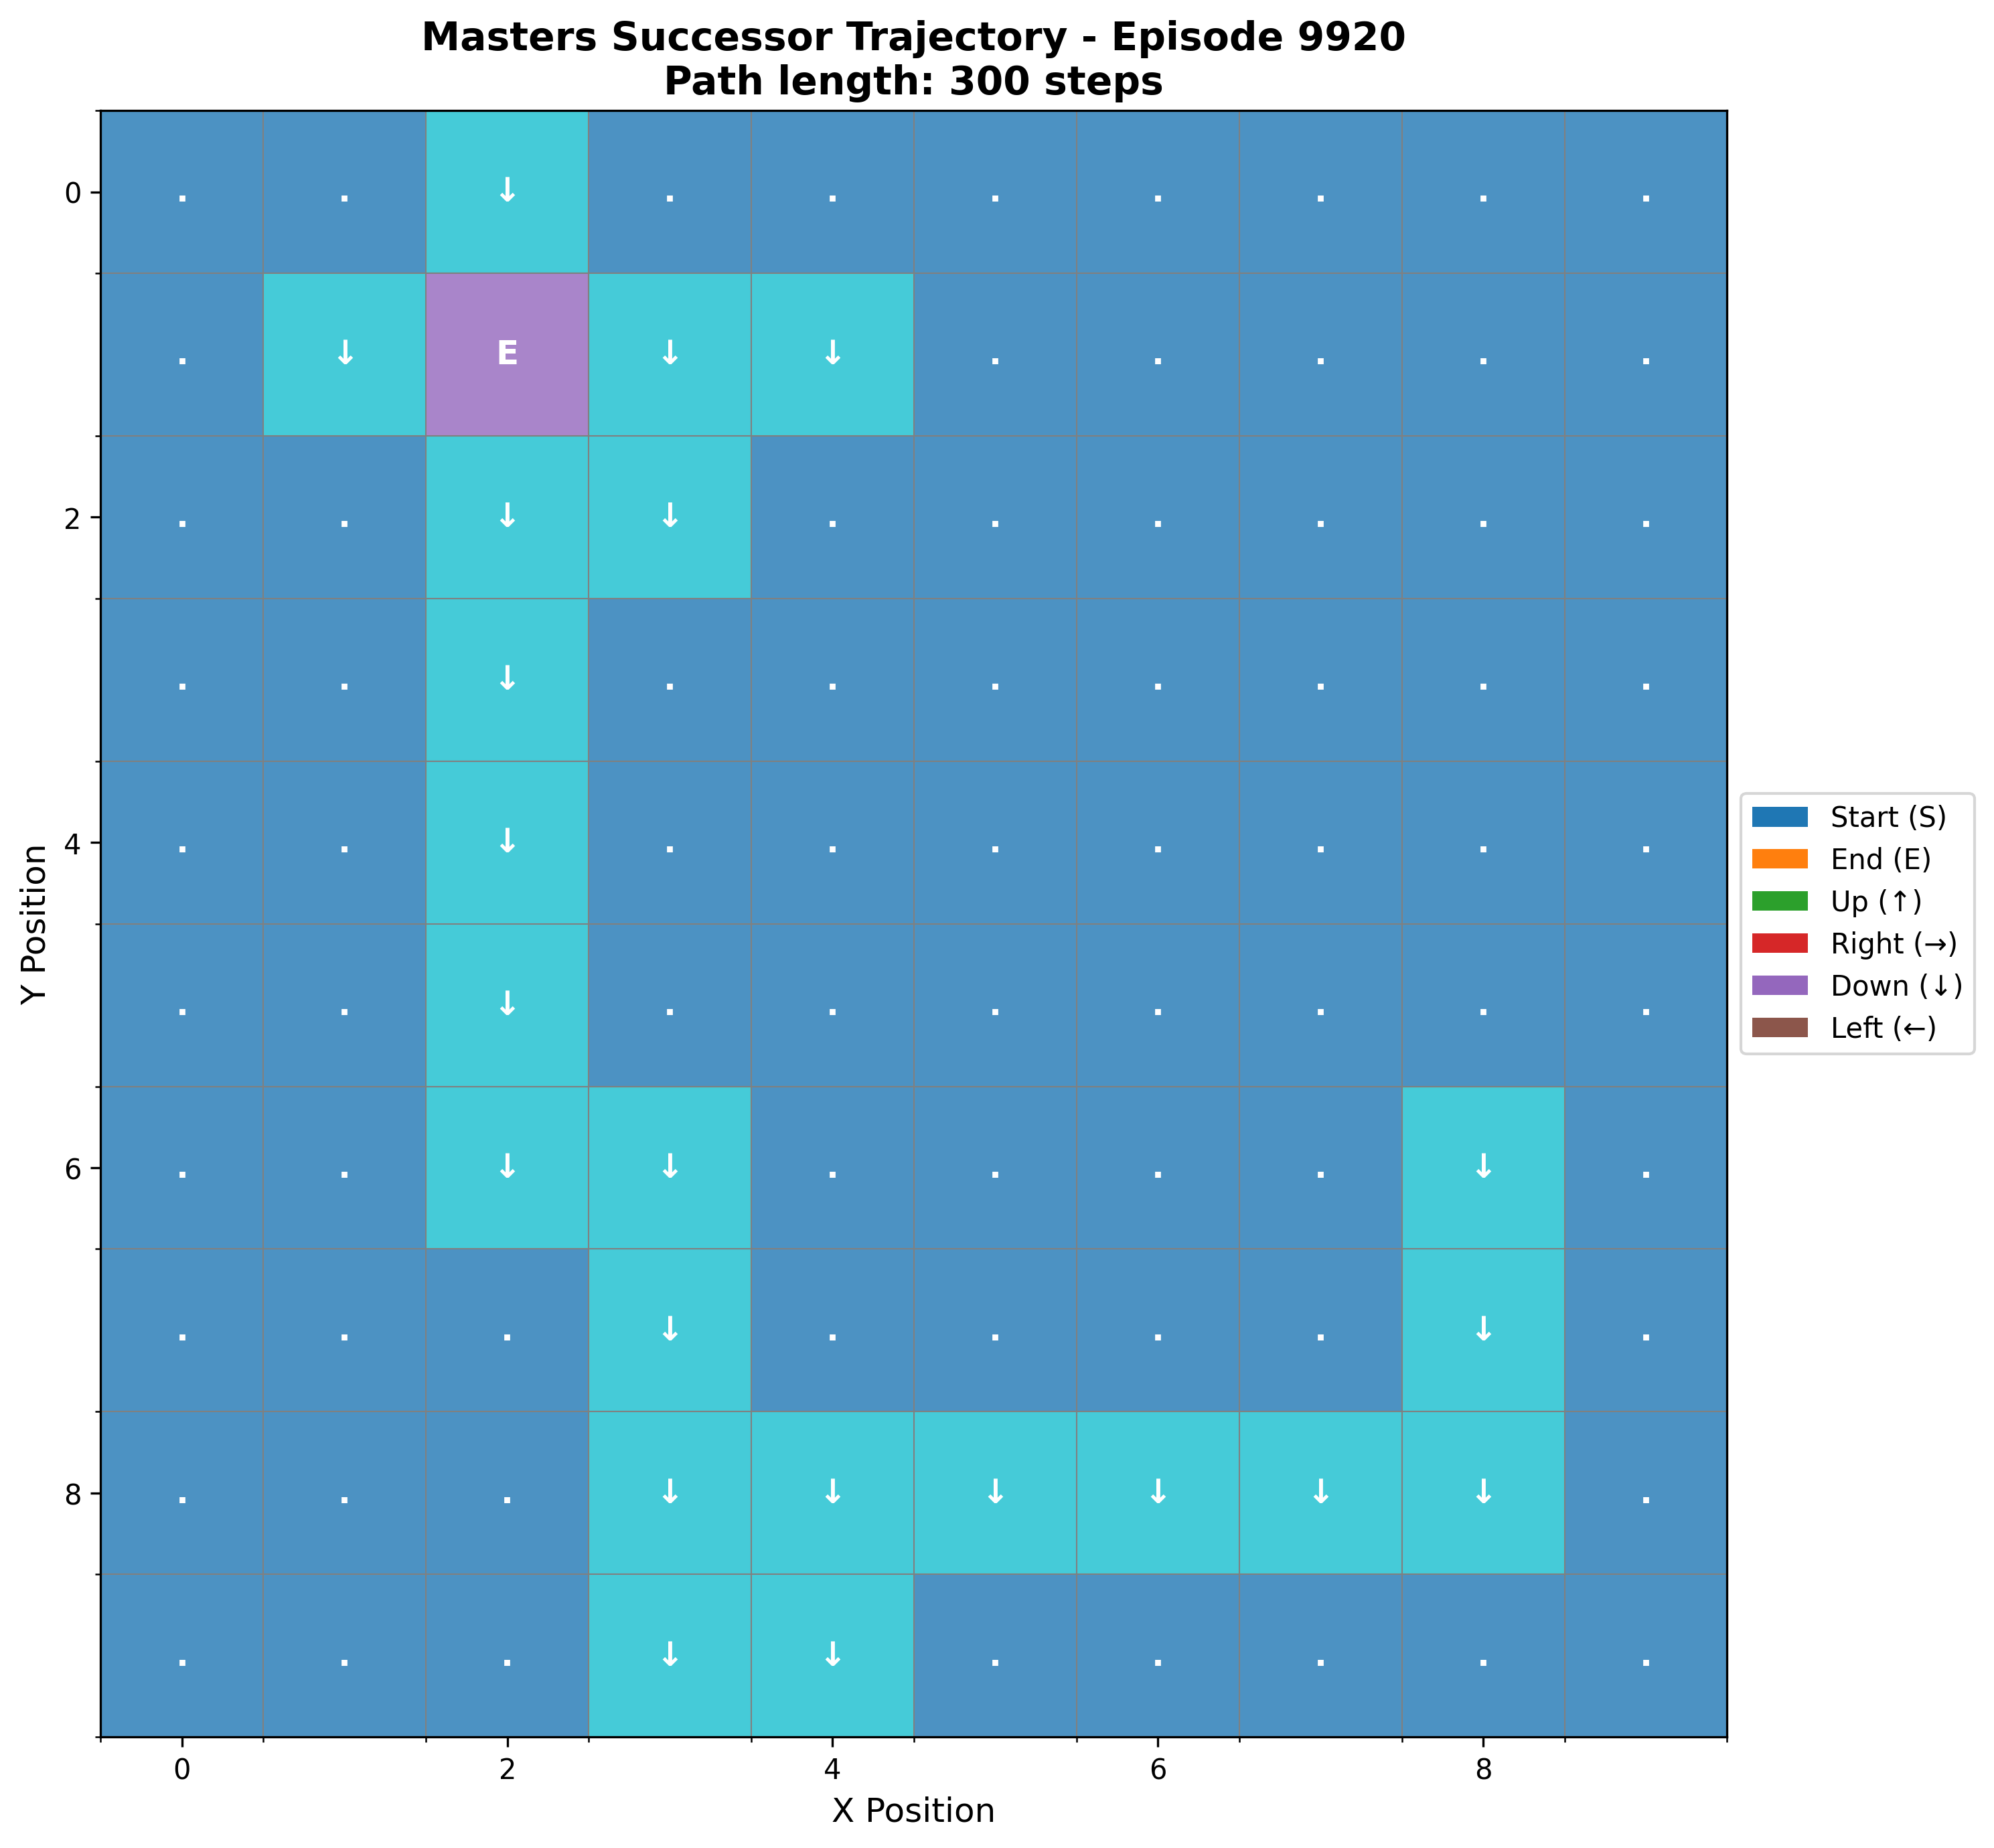 Masters Successor Trajectory - Episode 9920
Path length: 300 steps
0 . . ↓ . . . . . . .
. ↓ E ↓ ↓ . . . . .
2 . . ↓ ↓ . . . . . .
. . ↓ . . . . . . .
4 . . ↓ . . . . . . .
. . ↓ . . . . . . .
6 . . ↓ ↓ . . . . ↓ .
. . . ↓ . . . . ↓ .
8 . . . ↓ ↓ ↓ ↓ ↓ ↓ .
. . . ↓ ↓ . . . . .
0 2 4 6 8
X Position
Y Position
Start (S)
End (E)
Up (↑)
Right (→)
Down (↓)
Left (←)